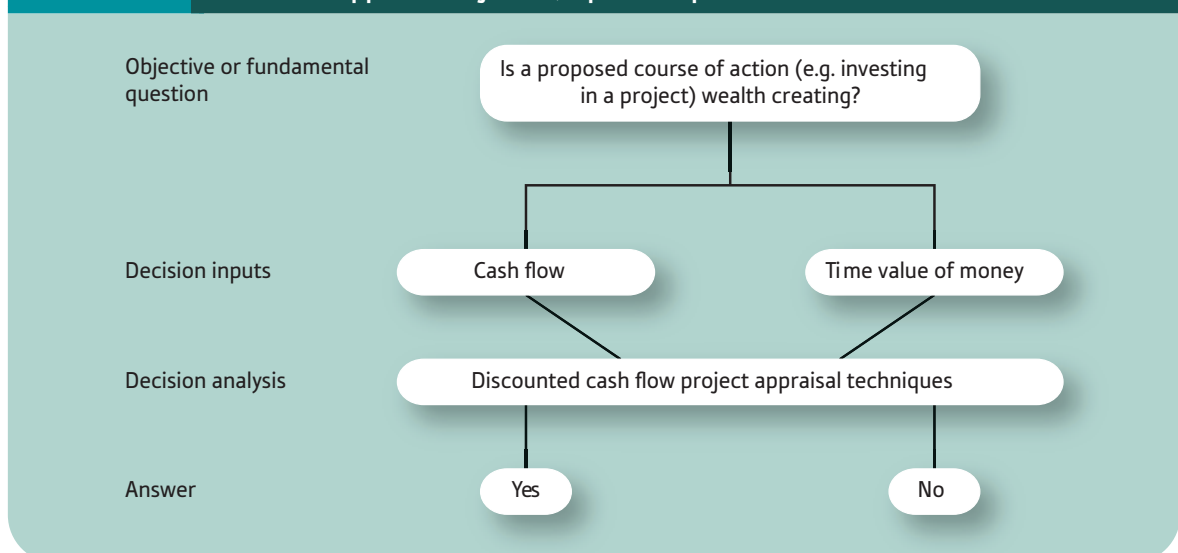 Objective or fundamental
question
Is a proposed course of action (e.g. investing
in a project) wealth creating?
Decision inputs
Cash flow
Time value of money
Decision analysis
Discounted cash flow project appraisal techniques
Answer
Yes
No